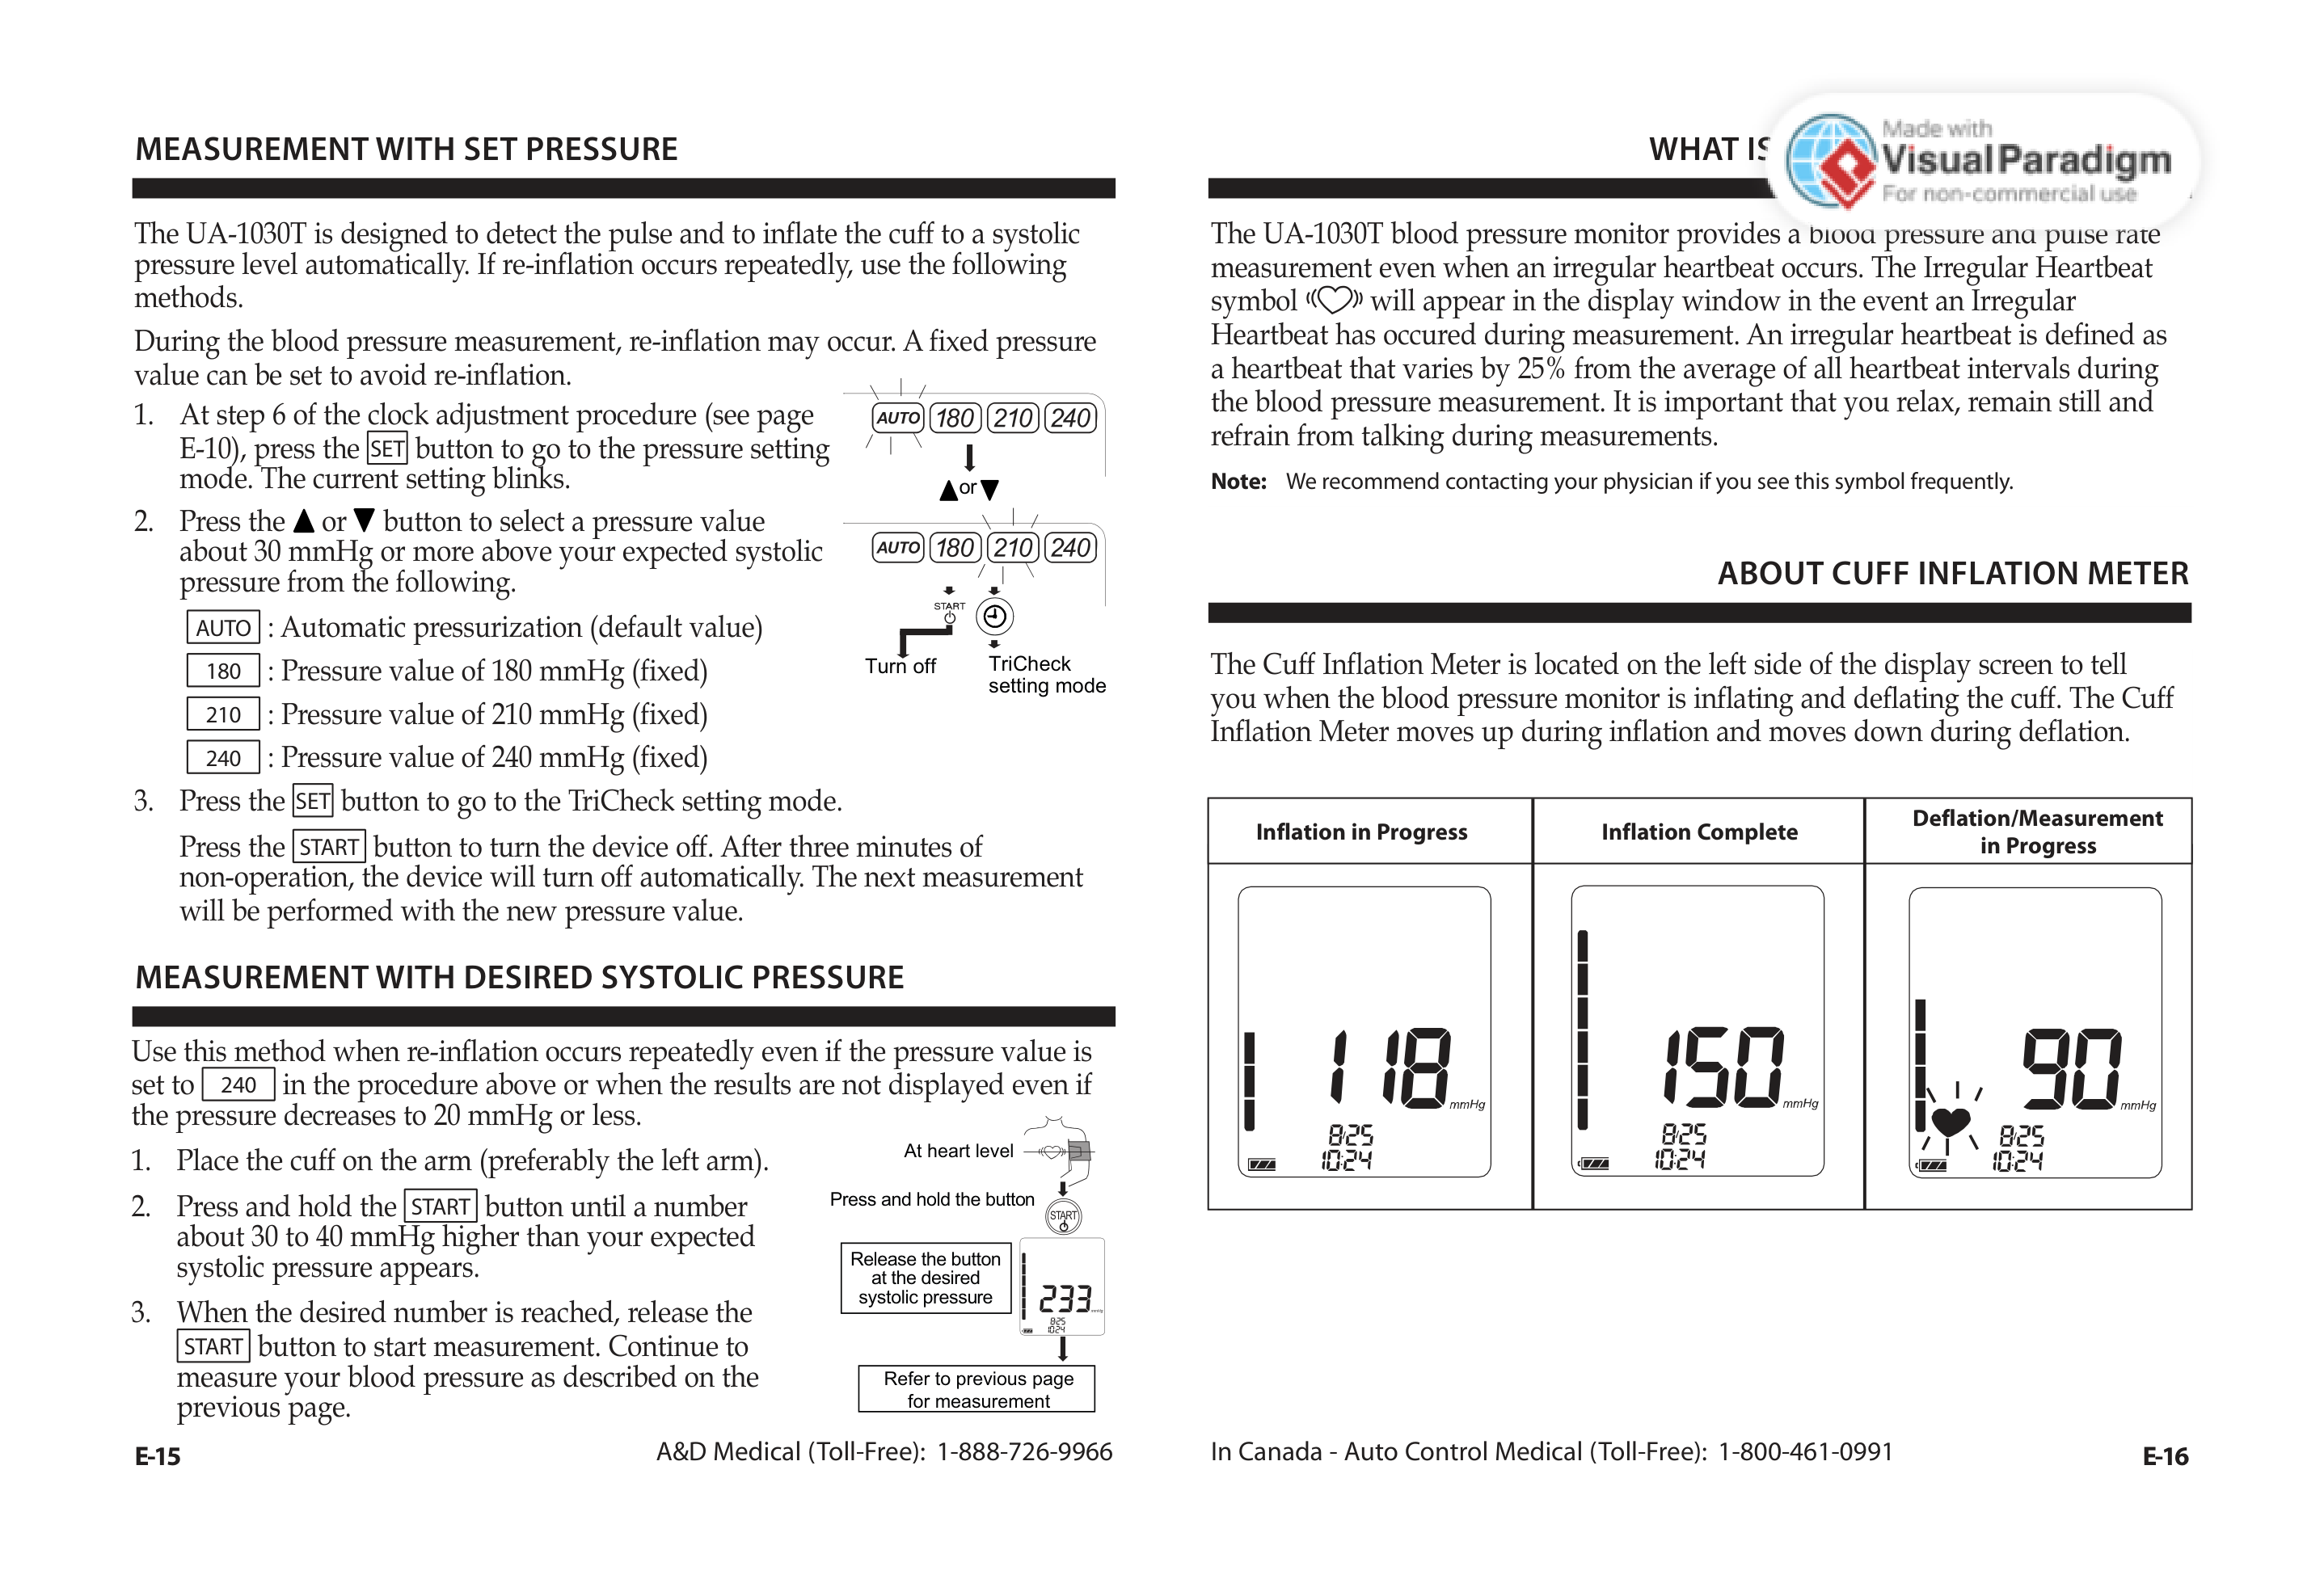 MEASUREMENT WITH SET PRESSURE
The UA-1030T is designed to detect the pulse and to inflate the cuff to a systolic
pressure level automatically. If re-inflation occurs repeatedly, use the following
methods.
During the blood pressure measurement, re-inflation may occur. A fixed pressure
value can be set to avoid re-inflation.
1. At step 6 of the clock adjustment procedure (see page
E-10), press the SET button to go to the pressure setting
mode. The current setting blinks.
2. Press the ▲ or ▼ button to select a pressure value
about 30 mmHg or more above your expected systolic
pressure from the following.
AUTO : Automatic pressurization (default value)
180 : Pressure value of 180 mmHg (fixed)
210 : Pressure value of 210 mmHg (fixed)
240 : Pressure value of 240 mmHg (fixed)
AUTO 180 210 240
▲or▼
AUTO 180 210 240
START
Turn off
TriCheck
setting mode
3. Press the SET button to go to the TriCheck setting mode.
Press the START button to turn the device off. After three minutes of
non-operation, the device will turn off automatically. The next measurement
will be performed with the new pressure value.
MEASUREMENT WITH DESIRED SYSTOLIC PRESSURE
Use this method when re-inflation occurs repeatedly even if the pressure value is
set to 240 in the procedure above or when the results are not displayed even if
the pressure decreases to 20 mmHg or less.
1. Place the cuff on the arm (preferably the left arm).
2. Press and hold the START button until a number
about 30 to 40 mmHg higher than your expected
systolic pressure appears.
3. When the desired number is reached, release the
START button to start measurement. Continue to
measure your blood pressure as described on the
previous page.
At heart level
Press and hold the button
START
Release the button
at the desired
systolic pressure
233
8/25
10:24
Refer to previous page
for measurement
E-15
A&D Medical (Toll-Free): 1-888-726-9966
WHAT IS
Made with
Visual Paradigm
For non-commercial use
The UA-1030T blood pressure monitor provides a blood pressure and pulse rate
measurement even when an irregular heartbeat occurs. The Irregular Heartbeat
symbol will appear in the display window in the event an Irregular
Heartbeat has occured during measurement. An irregular heartbeat is defined as
a heartbeat that varies by 25% from the average of all heartbeat intervals during
the blood pressure measurement. It is important that you relax, remain still and
refrain from talking during measurements.
Note: We recommend contacting your physician if you see this symbol frequently.
ABOUT CUFF INFLATION METER
The Cuff Inflation Meter is located on the left side of the display screen to tell
you when the blood pressure monitor is inflating and deflating the cuff. The Cuff
Inflation Meter moves up during inflation and moves down during deflation.
Inflation in Progress
118 mmHg
8/25
10:24
Inflation Complete
150 mmHg
8/25
10:24
Deflation/Measurement
in Progress
90 mmHg
8/25
10:24
In Canada - Auto Control Medical (Toll-Free): 1-800-461-0991
E-16